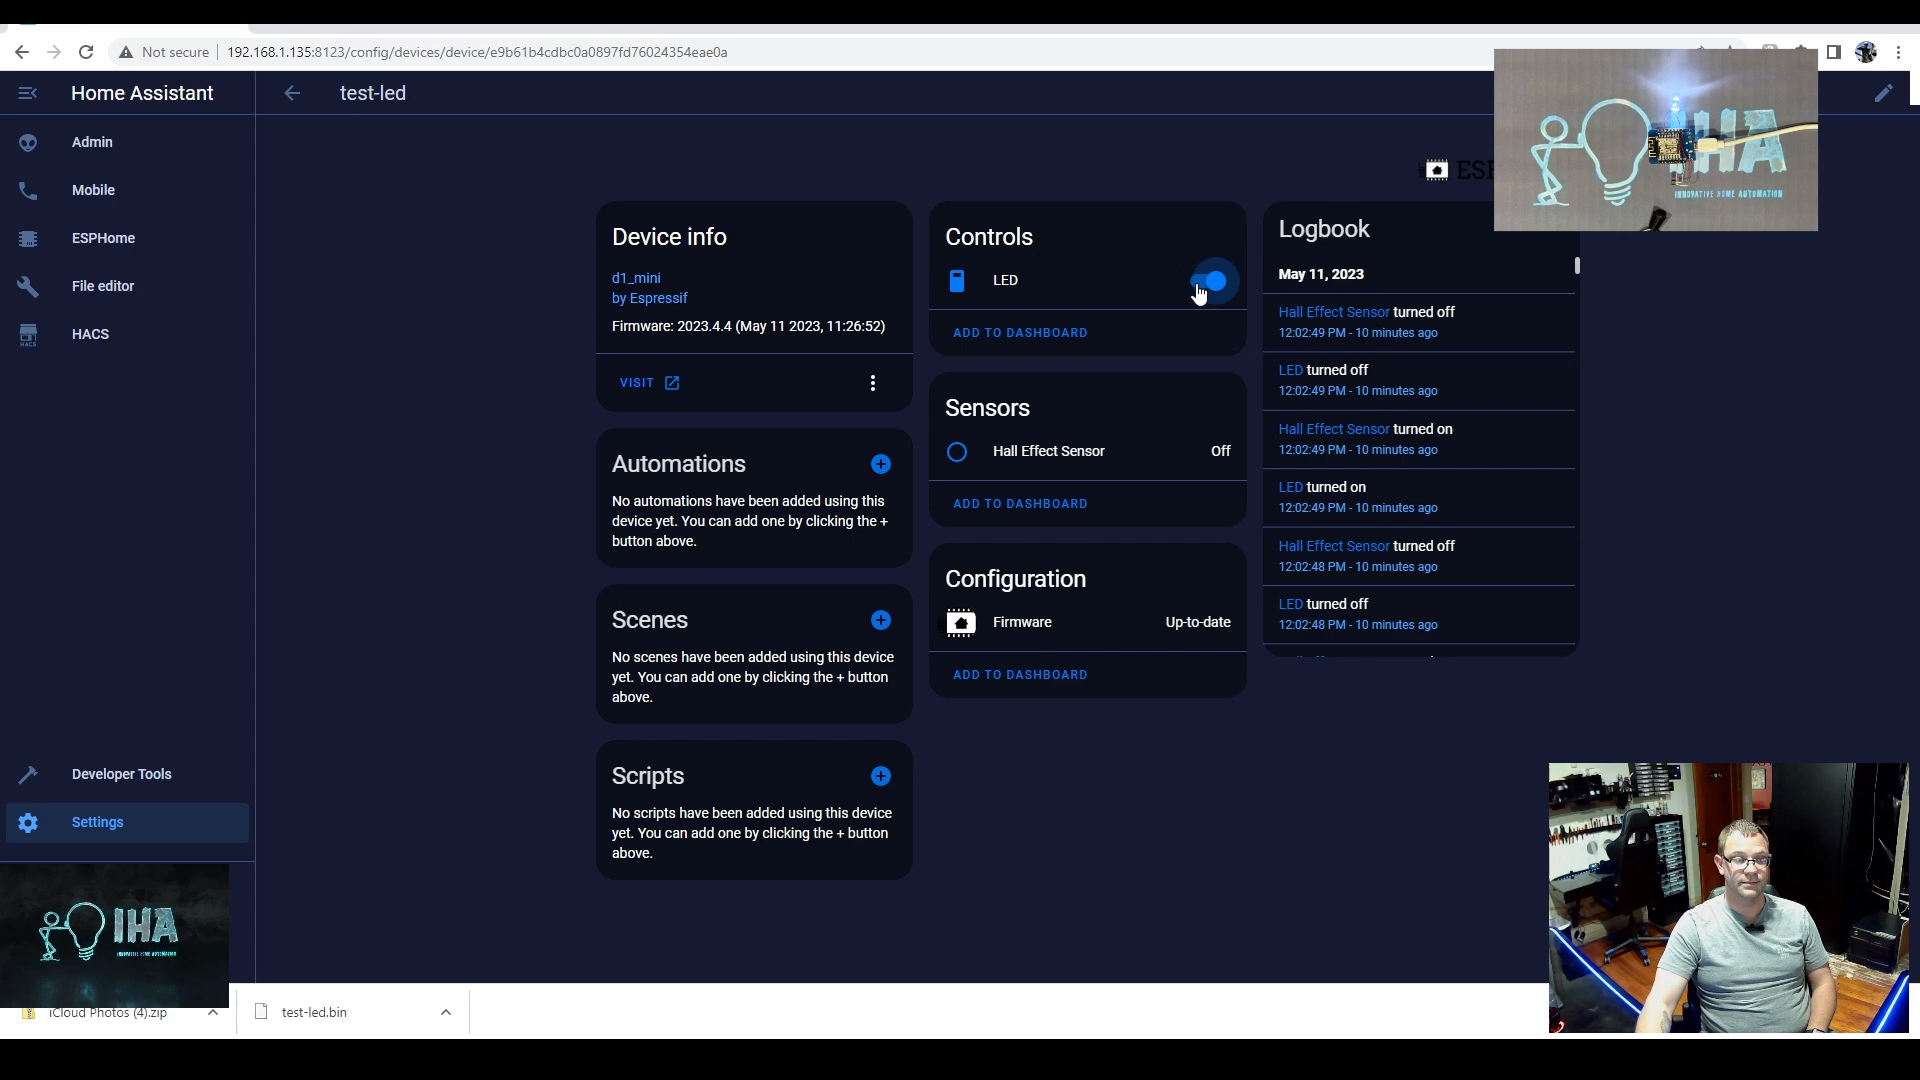 Not secure
192.168.1.135:8123/config/devices/device/e9b61b4cdbc0a0897fd76024354eae0a
Home Assistant
test-led
Admin
Mobile
ESPHome
File editor
HACS
Developer Tools
Settings
Device info
d1_mini
by Espressif
Firmware: 2023.4.4 (May 11 2023, 11:26:52)
VISIT
Automations
No automations have been added using this
device yet. You can add one by clicking the +
button above.
Scenes
No scenes have been added using this device
yet. You can add one by clicking the + button
above.
Scripts
No scripts have been added using this device
yet. You can add one by clicking the + button
above.
Controls
LED
ADD TO DASHBOARD
Sensors
Hall Effect Sensor Off
ADD TO DASHBOARD
Configuration
Firmware Up-to-date
ADD TO DASHBOARD
Logbook
May 11, 2023
Hall Effect Sensor turned off
12:02:49 PM - 10 minutes ago
LED turned off
12:02:49 PM - 10 minutes ago
Hall Effect Sensor turned on
12:02:49 PM - 10 minutes ago
LED turned on
12:02:49 PM - 10 minutes ago
Hall Effect Sensor turned off
12:02:48 PM - 10 minutes ago
LED turned off
12:02:48 PM - 10 minutes ago
IHA
INNOVATIVE HOME AUTOMATION
IHA
INNOVATIVE HOME AUTOMATION
iCloud Photos (4).zip
test-led.bin